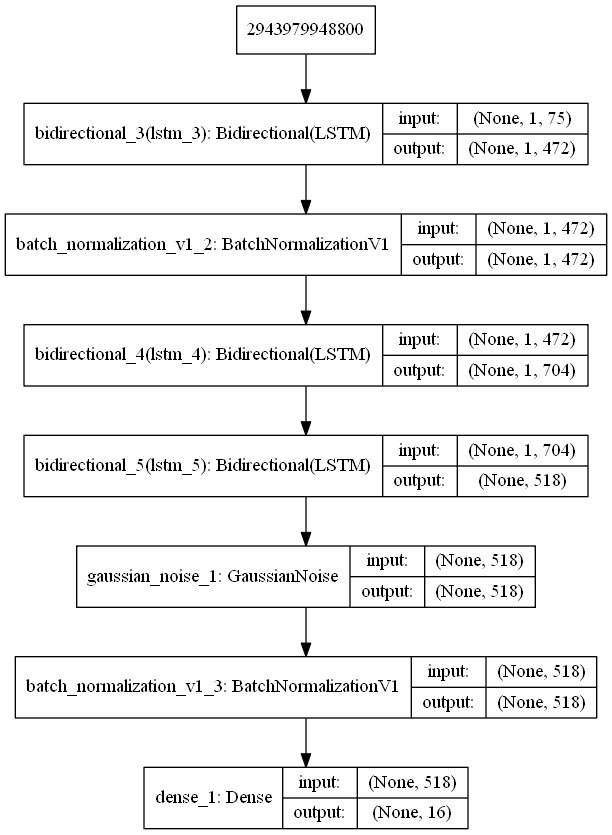 2943979948800
bidirectional_3(lstm_3): Bidirectional(LSTM)
input: (None, 1, 75)
output: (None, 1, 472)
batch_normalization_v1_2: BatchNormalizationV1
input: (None, 1, 472)
output: (None, 1, 472)
bidirectional_4(lstm_4): Bidirectional(LSTM)
input: (None, 1, 472)
output: (None, 1, 704)
bidirectional_5(lstm_5): Bidirectional(LSTM)
input: (None, 1, 704)
output: (None, 518)
gaussian_noise_1: GaussianNoise
input: (None, 518)
output: (None, 518)
batch_normalization_v1_3: BatchNormalizationV1
input: (None, 518)
output: (None, 518)
dense_1: Dense
input: (None, 518)
output: (None, 16)